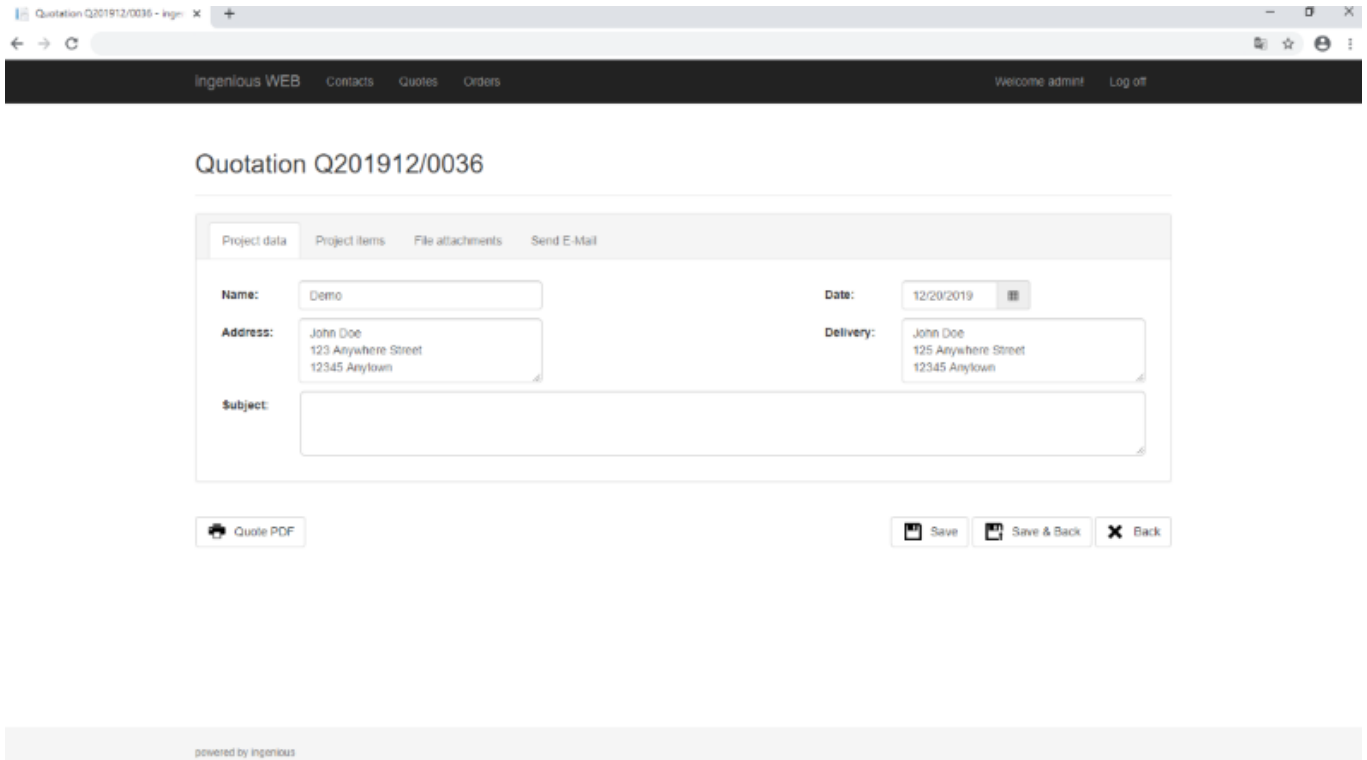 Quotation Q201912/0036 - inge
ingenious WEB Contacts Quotes Orders Welcome admin! Log off
Quotation Q201912/0036
Project data Project items File attachments Send E-Mail
Name: Demo Date: 12/20/2019
Address: John Doe Delivery: John Doe
123 Anywhere Street 125 Anywhere Street
12345 Anytown 12345 Anytown
Subject:
Quote PDF Save Save & Back Back
powered by ingenious